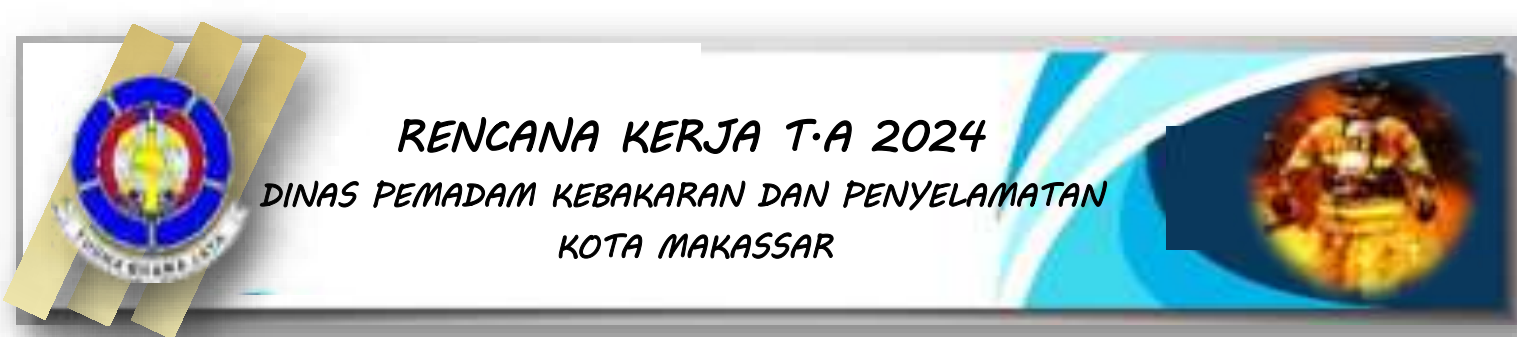 RENCANA KERJA T.A 2024
DINAS PEMADAM KEBAKARAN DAN PENYELAMATAN
KOTA MAKASSAR